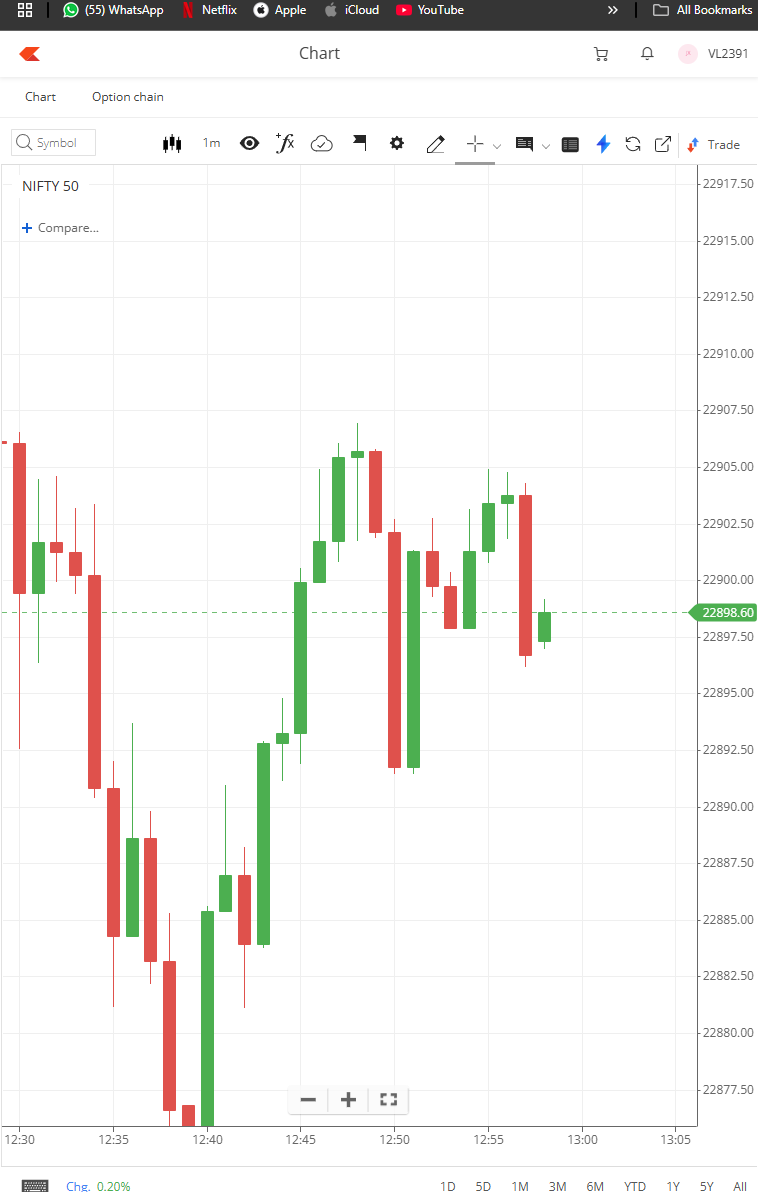 (55) WhatsApp Netflix Apple iCloud YouTube » All Bookmarks
Chart VL2391
Chart Option chain
Symbol 1m Trade
NIFTY 50
+ Compare...
22917.50
22915.00
22912.50
22910.00
22907.50
22905.00
22902.50
22900.00
22898.60
22897.50
22895.00
22892.50
22890.00
22887.50
22885.00
22882.50
22880.00
22877.50
12:30 12:35 12:40 12:45 12:50 12:55 13:00 13:05
Chg. 0.20% 1D 5D 1M 3M 6M YTD 1Y 5Y All